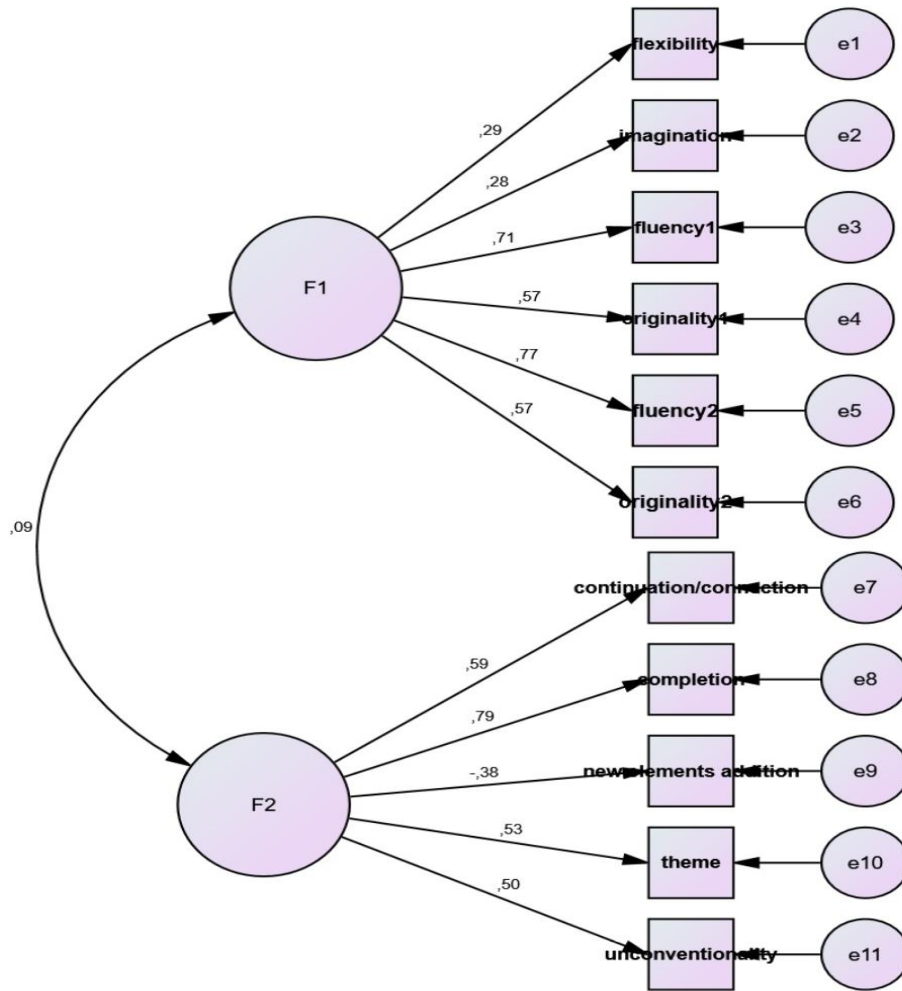 flexibility
e1
,29
imagination
e2
,28
fluency1
e3
,71
F1
,57
originality1
e4
,77
fluency2
e5
,57
originality2
e6
,09
continuation/connection
e7
,59
completion
e8
,79
new elements addition
e9
-,38
F2
,53
theme
e10
,50
unconventionality
e11